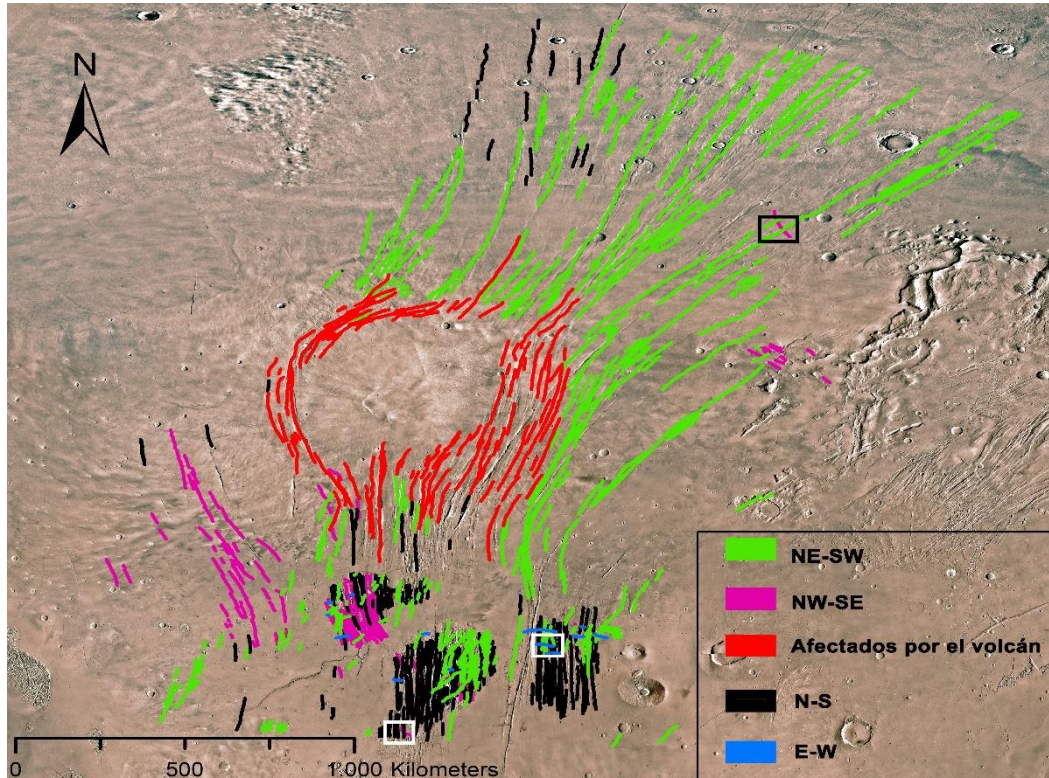 N
NE-SW
NW-SE
Afectados por el volcán
N-S
E-W
0 500 1.000 Kilometers